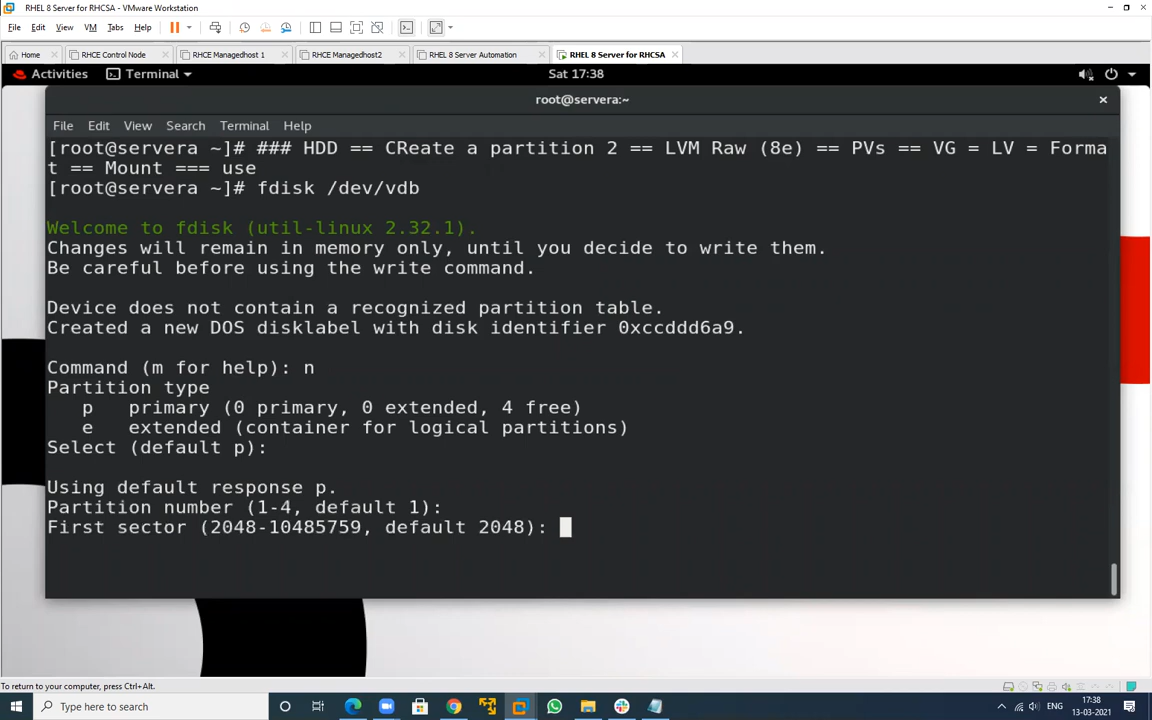 RHEL 8 Server for RHCSA - VMware Workstation
File Edit View VM Tabs Help
Home RHCE Control Node RHCE Managedhost 1 RHCE Managedhost2 RHEL 8 Server Automation RHEL 8 Server for RHCSA
Activities Terminal Sat 17:38
root@servera:~
File Edit View Search Terminal Help
[root@servera ~]# ### HDD == CReate a partition 2 == LVM Raw (8e) == PVs == VG = LV = Forma
t == Mount === use
[root@servera ~]# fdisk /dev/vdb
Welcome to fdisk (util-linux 2.32.1).
Changes will remain in memory only, until you decide to write them.
Be careful before using the write command.
Device does not contain a recognized partition table.
Created a new DOS disklabel with disk identifier 0xccddd6a9.
Command (m for help): n
Partition type
p primary (0 primary, 0 extended, 4 free)
e extended (container for logical partitions)
Select (default p):
Using default response p.
Partition number (1-4, default 1):
First sector (2048-10485759, default 2048):
To return to your computer, press Ctrl+Alt.
Type here to search
ENG
17:38
13-03-2021